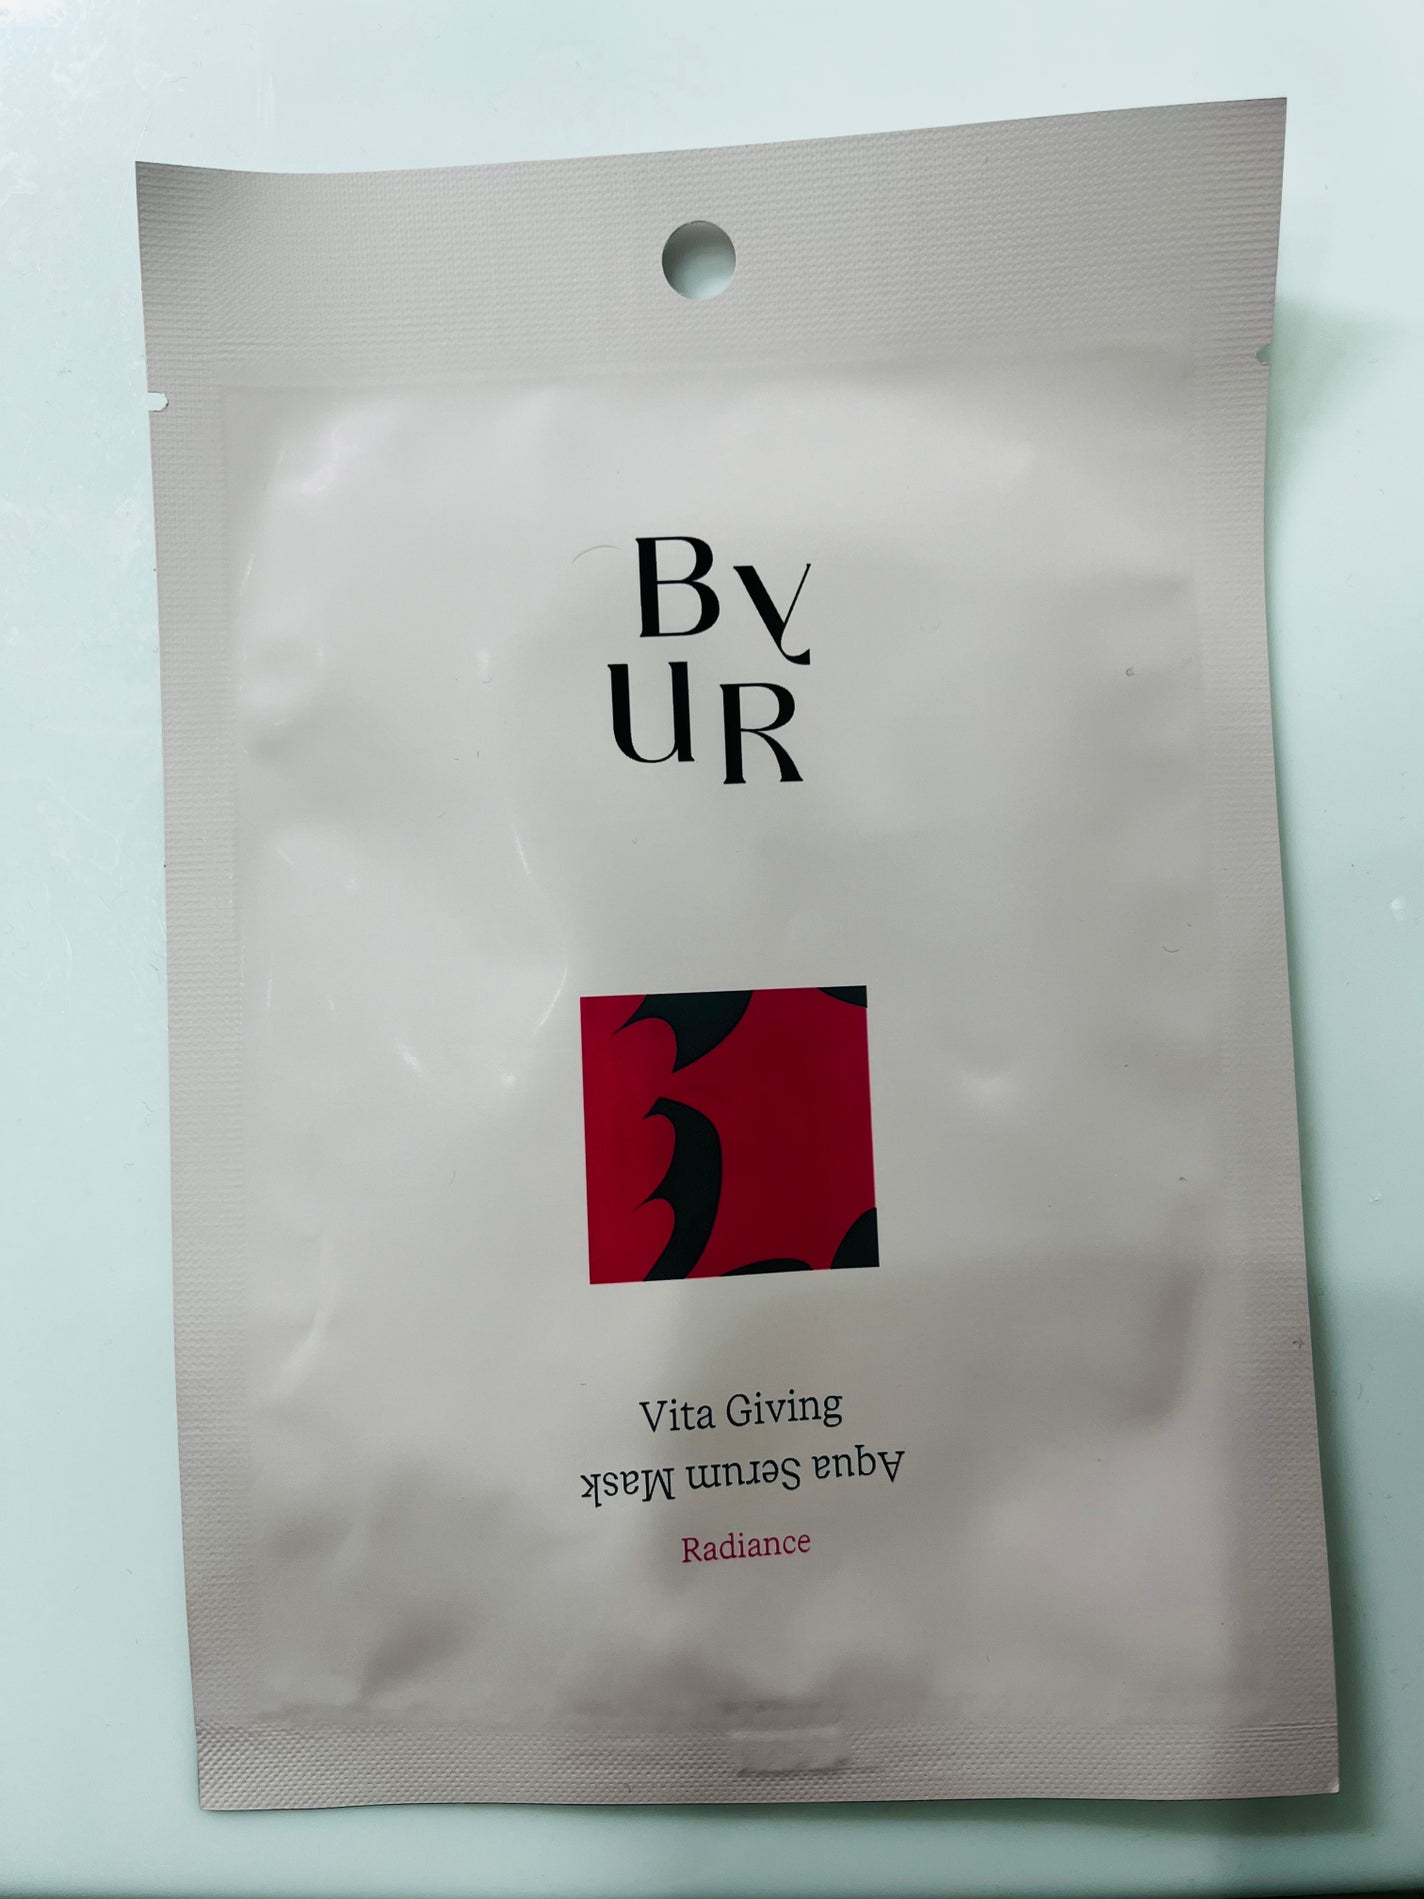 By
UR
Vita Giving
Aqua Serum Mask
Radiance